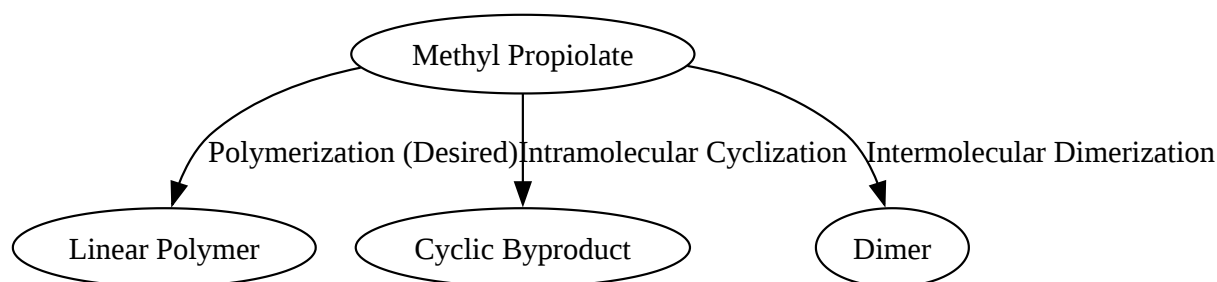 Methyl Propiolate
Polymerization (Desired)
Intramolecular Cyclization
Intermolecular Dimerization
Linear Polymer
Cyclic Byproduct
Dimer